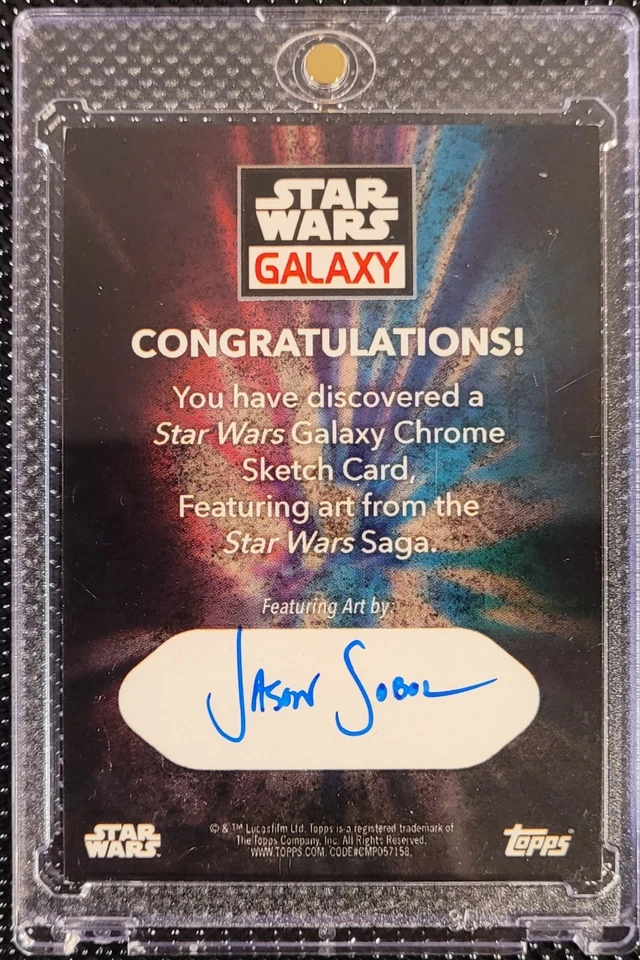 STAR
WARS
GALAXY
CONGRATULATIONS!
You have discovered a
Star Wars Galaxy Chrome
Sketch Card,
Featuring art from the
Star Wars Saga.
Featuring Art by
JASON SOBOL
STAR
WARS
© & ™ Lucasfilm Ltd. Topps is a registered trademark of
The Topps Company, Inc. All Rights Reserved.
WWW.TOPPS.COM. CODE#CMP057158.
Topps®